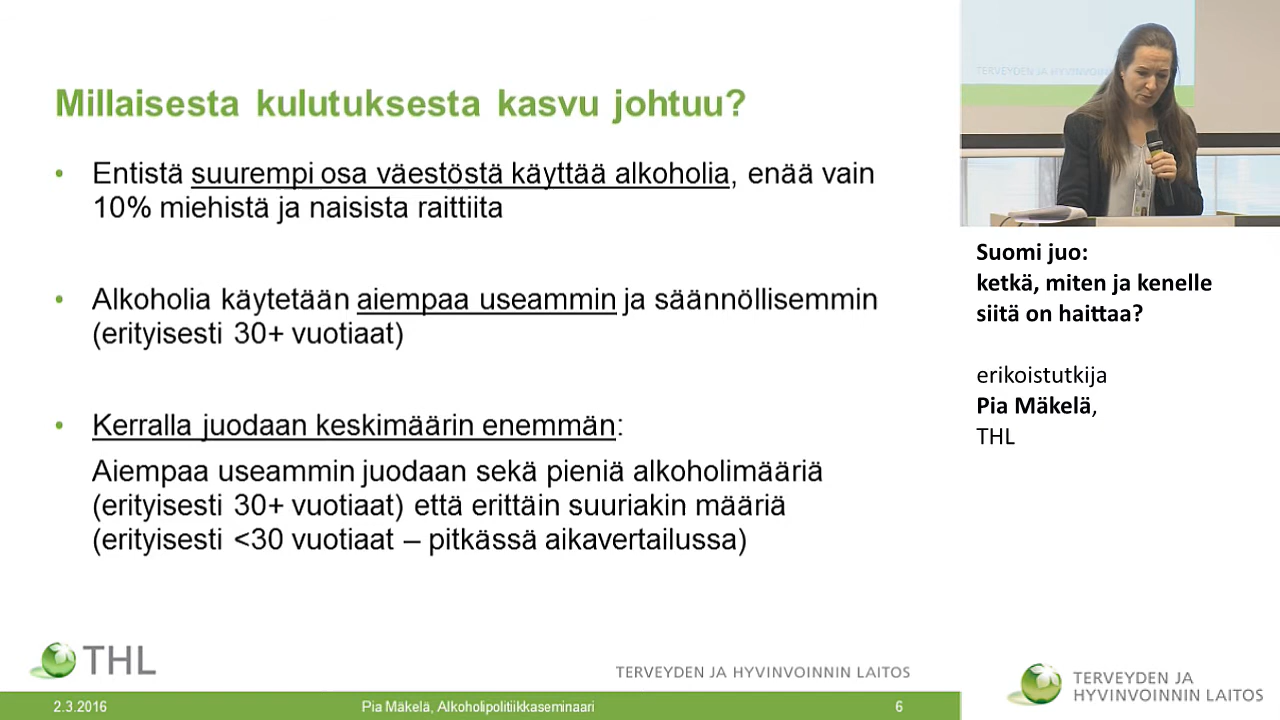 Millaisesta kulutuksesta kasvu johtuu?
• Entistä suurempi osa väestöstä käyttää alkoholia, enää vain
10% miehistä ja naisista raittiita
• Alkoholia käytetään aiempaa useammin ja säännöllisemmin
(erityisesti 30+ vuotiaat)
• Kerralla juodaan keskimäärin enemmän:
Aiempaa useammin juodaan sekä pieniä alkoholimääriä
(erityisesti 30+ vuotiaat) että erittäin suuriakin määriä
(erityisesti <30 vuotiaat – pitkässä aikavertailussa)
THL
TERVEYDEN JA HYVINVOINNIN LAITOS
2.3.2016
Pia Mäkelä, Alkoholipolitiikkaseminaari
6
TERVEYDEN JA HYVINVOINNIN
Suomi juo:
ketkä, miten ja kenelle
siitä on haittaa?
erikoistutkija
Pia Mäkelä,
THL
TERVEYDEN JA
HYVINVOINNIN LAITOS